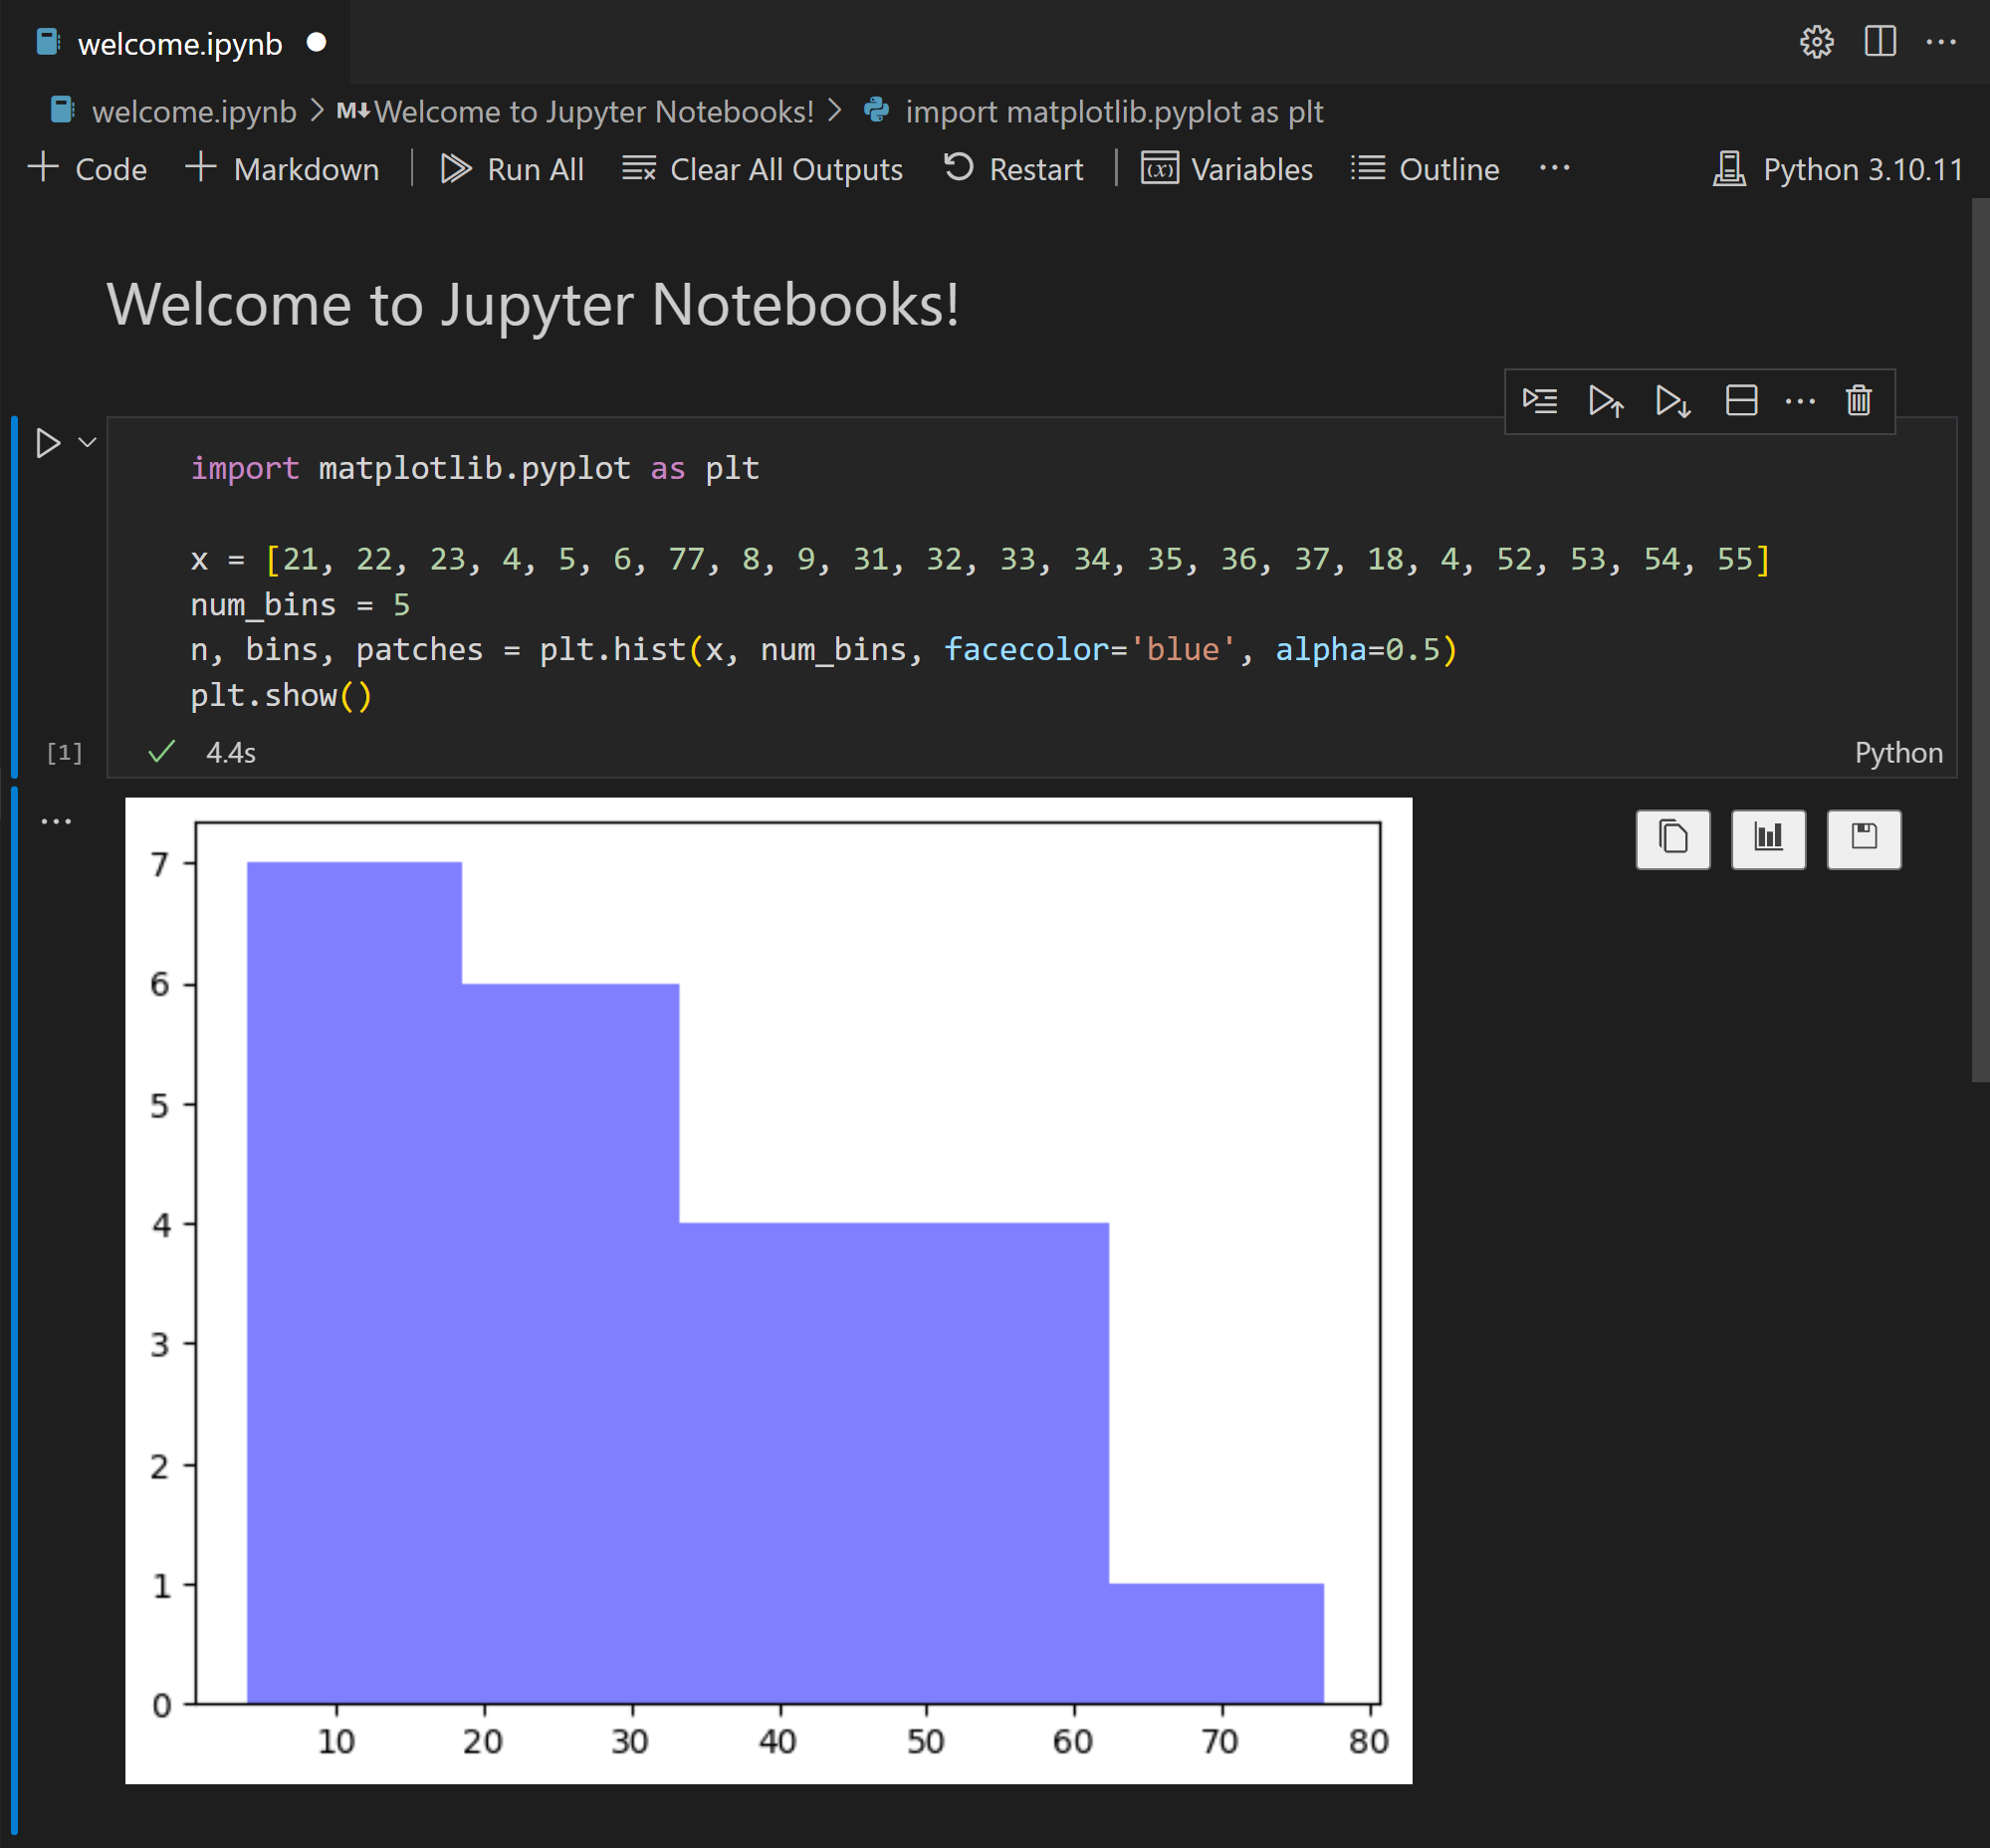 welcome.ipynb
welcome.ipynb > M↓ Welcome to Jupyter Notebooks! > import matplotlib.pyplot as plt
+ Code + Markdown | Run All Clear All Outputs Restart | (x) Variables Outline ... Python 3.10.11
Welcome to Jupyter Notebooks!
import matplotlib.pyplot as plt
x = [21, 22, 23, 4, 5, 6, 77, 8, 9, 31, 32, 33, 34, 35, 36, 37, 18, 4, 52, 53, 54, 55]
num_bins = 5
n, bins, patches = plt.hist(x, num_bins, facecolor='blue', alpha=0.5)
plt.show()
[1] 4.4s Python
7
6
5
4
3
2
1
0
10 20 30 40 50 60 70 80